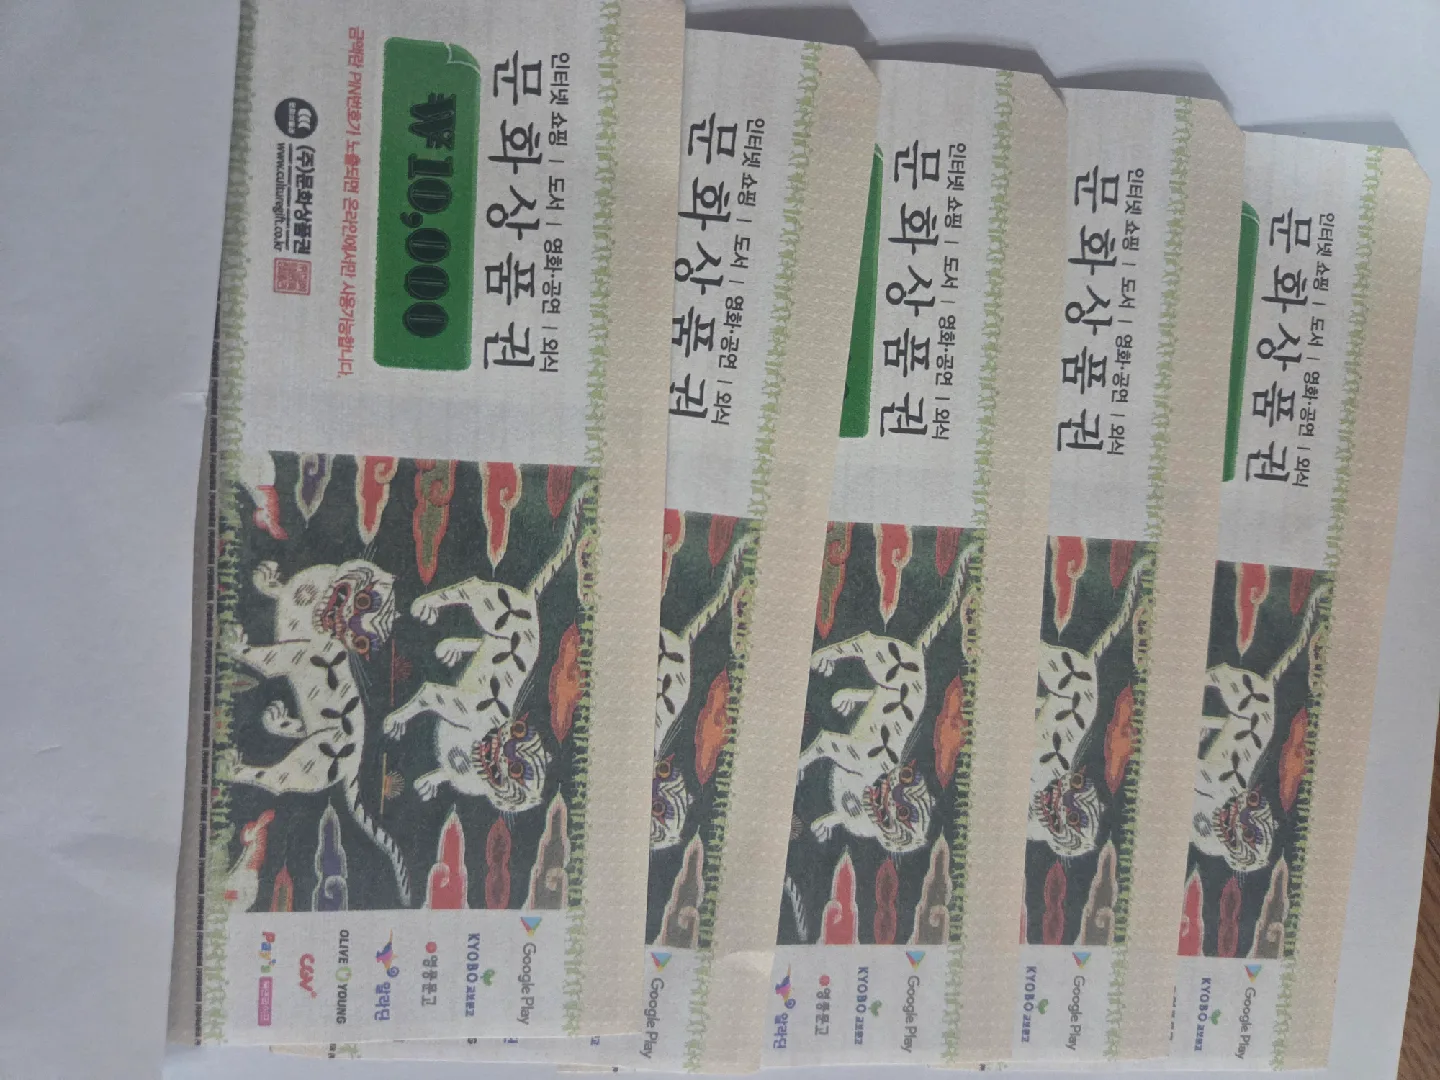 인터넷 쇼핑 | 도서 | 영화·공연 | 외식
문화상품권
₩10,000
금액란 PIN번호가 노출되면 온라인에서만 사용가능합니다.
(주)문화상품권
www.culturegift.co.kr
Google Play
KYOBO 교보문고
영풍문고
알라딘
OLIVE YOUNG
CGV
Pay's
인터넷 쇼핑 | 도서 | 영화·공연 | 외식
문화상품권
Google Play
인터넷 쇼핑 | 도서 | 영화·공연 | 외식
문화상품권
Google Play
KYOBO 교보문고
영풍문고
알라딘
인터넷 쇼핑 | 도서 | 영화·공연 | 외식
문화상품권
Google Play
KYOBO 교보문고
인터넷 쇼핑 | 도서 | 영화·공연 | 외식
문화상품권
Google Play
KYOBO 교보문고